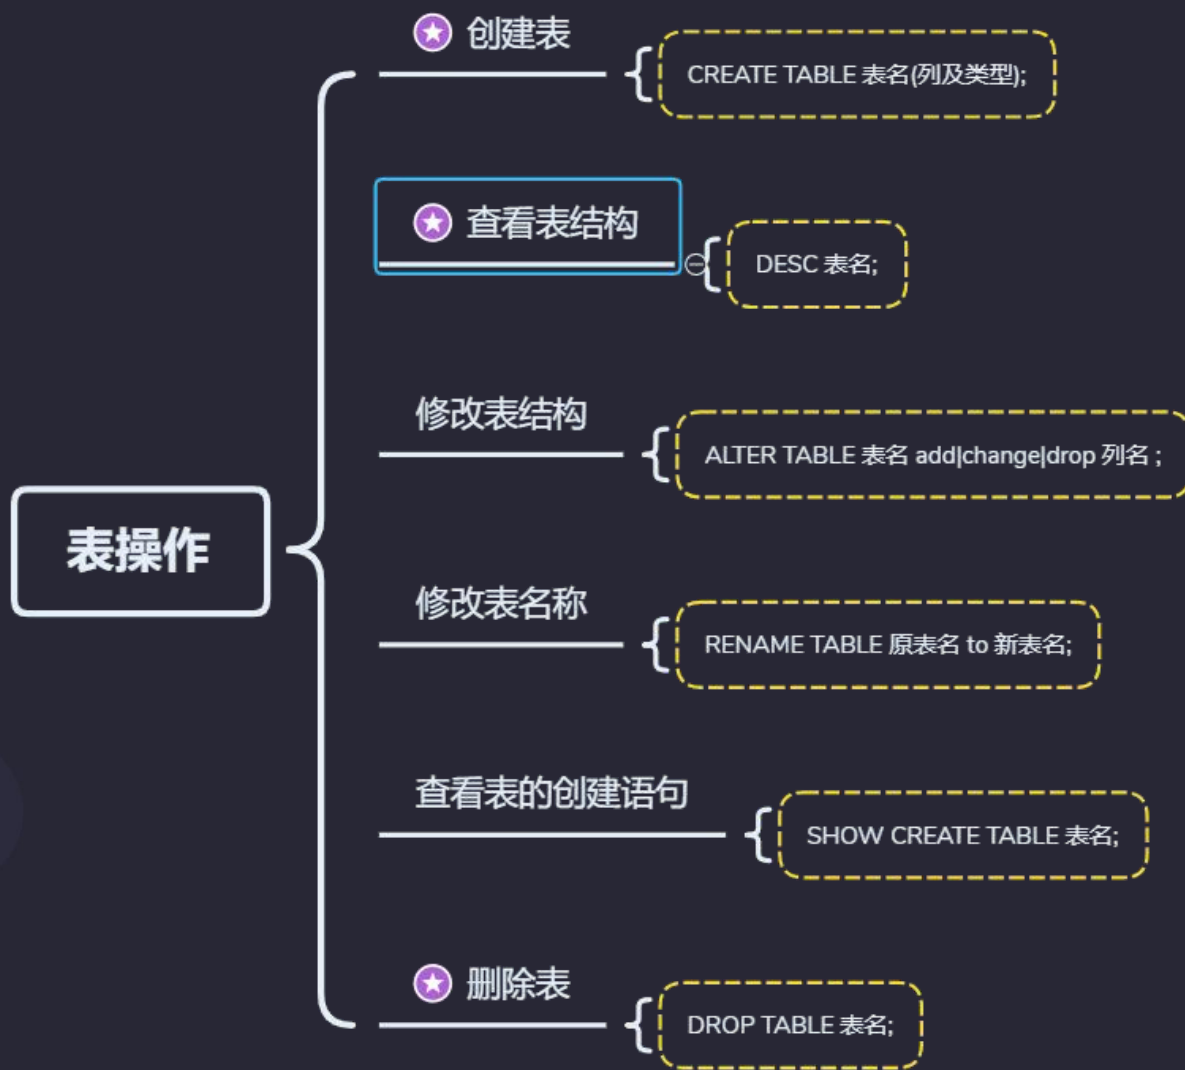 创建表
CREATE TABLE 表名(列及类型);
查看表结构
DESC 表名;
修改表结构
ALTER TABLE 表名 add|change|drop 列名 ;
表操作
修改表名称
RENAME TABLE 原表名 to 新表名;
查看表的创建语句
SHOW CREATE TABLE 表名;
删除表
DROP TABLE 表名;